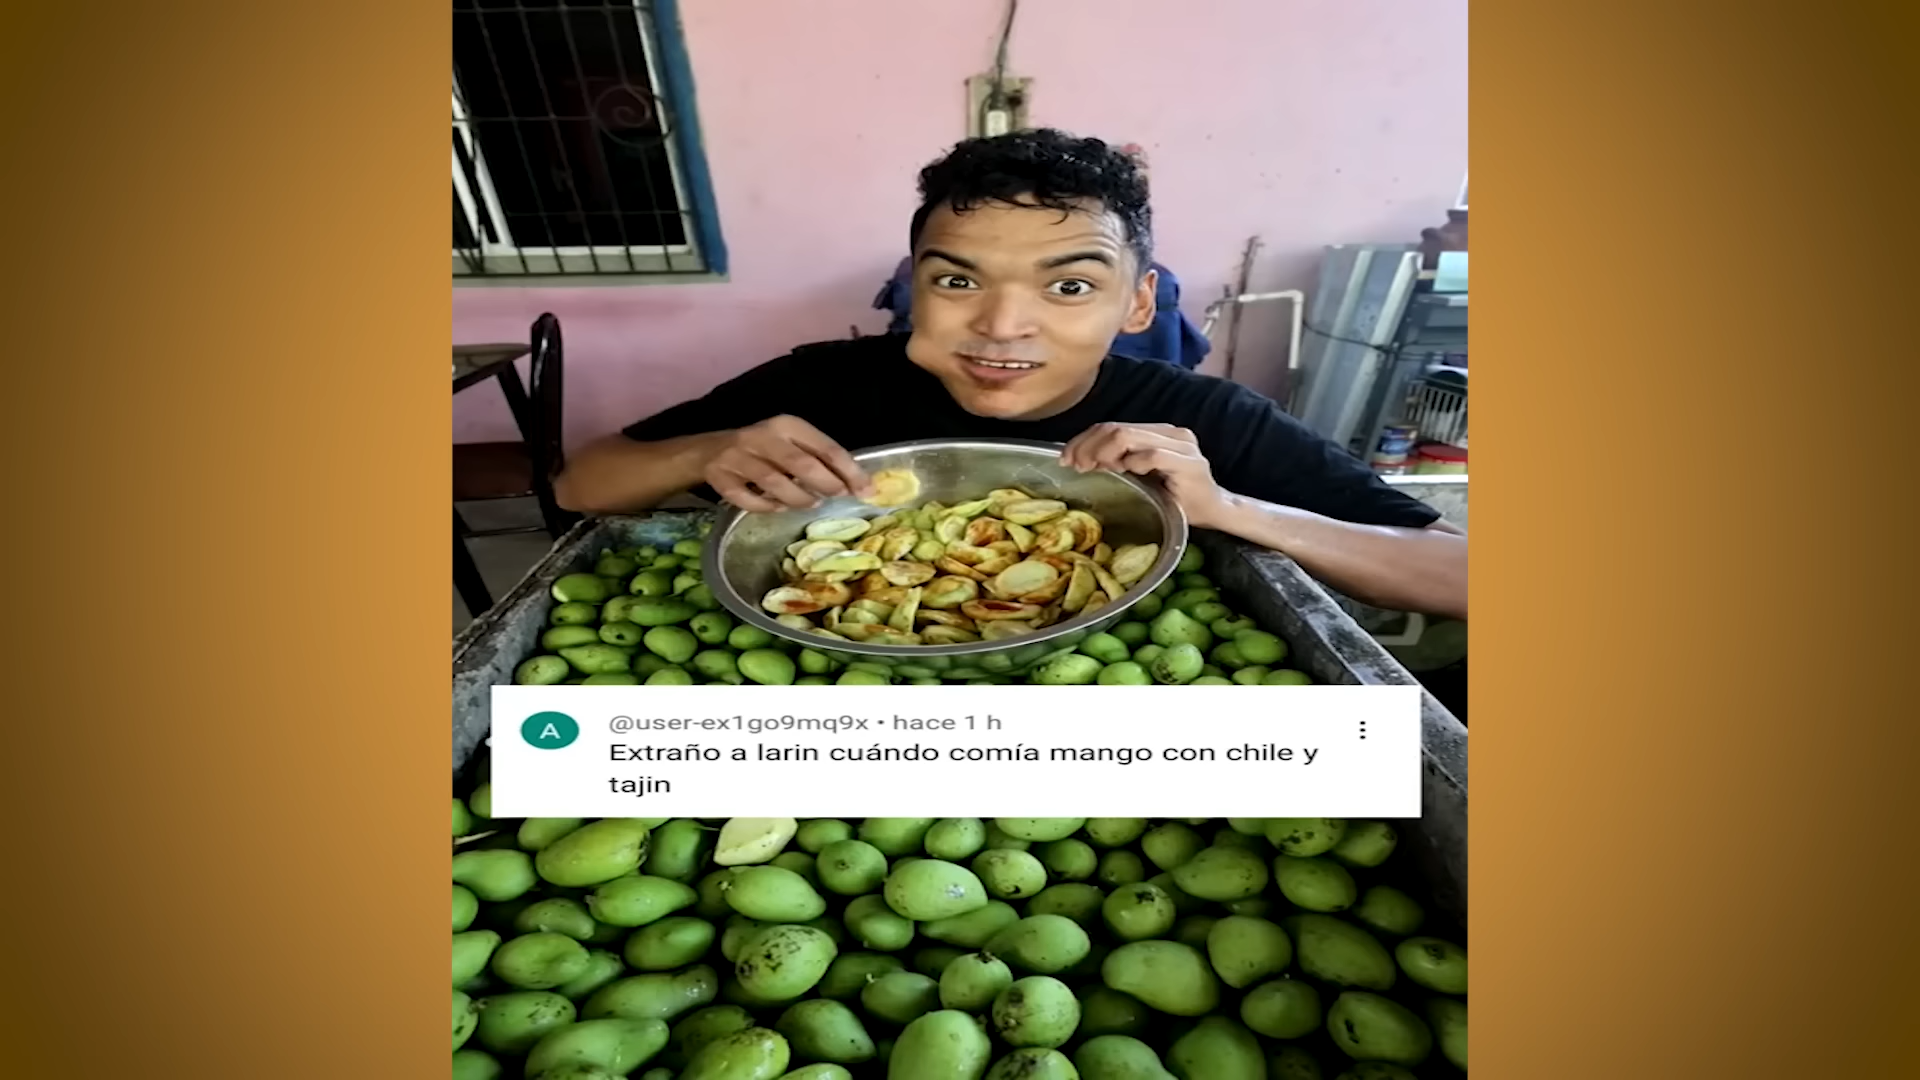 A
@user-ex1go9mq9x • hace 1 h
Extraño a larin cuándo comía mango con chile y
tajin